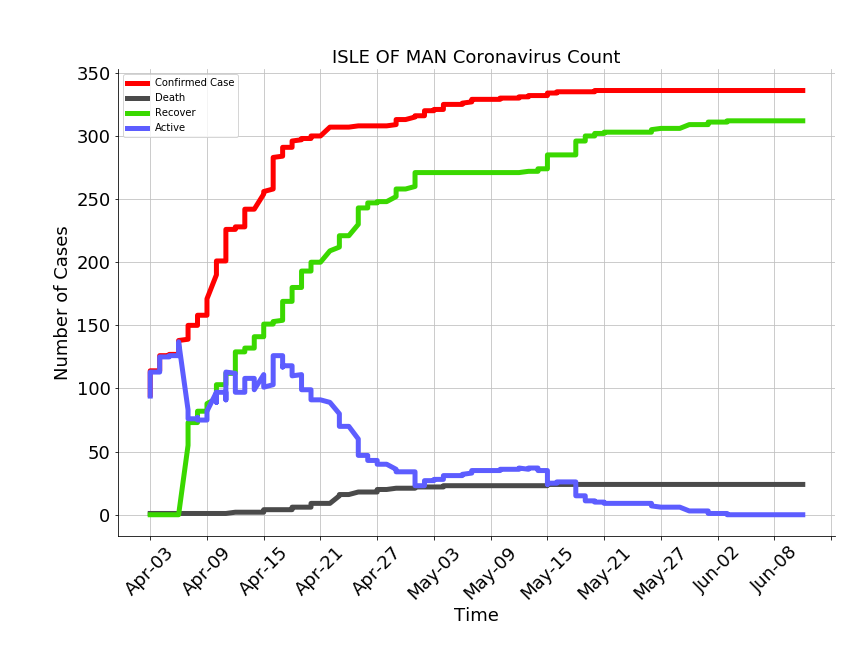 ISLE OF MAN Coronavirus Count
Confirmed Case
Death
Recover
Active
Number of Cases
350
300
250
200
150
100
50
0
Apr-03
Apr-09
Apr-15
Apr-21
Apr-27
May-03
May-09
May-15
May-21
May-27
Jun-02
Jun-08
Time